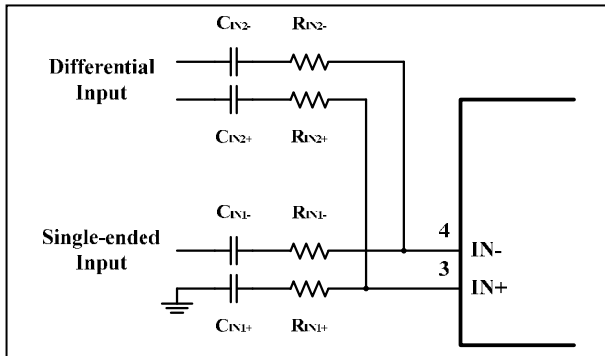 CIN2- RIN2-
Differential
Input
CIN2+ RIN2+
CIN1- RIN1-
Single-ended
Input
4
IN-
3
IN+
CIN1+ RIN1+